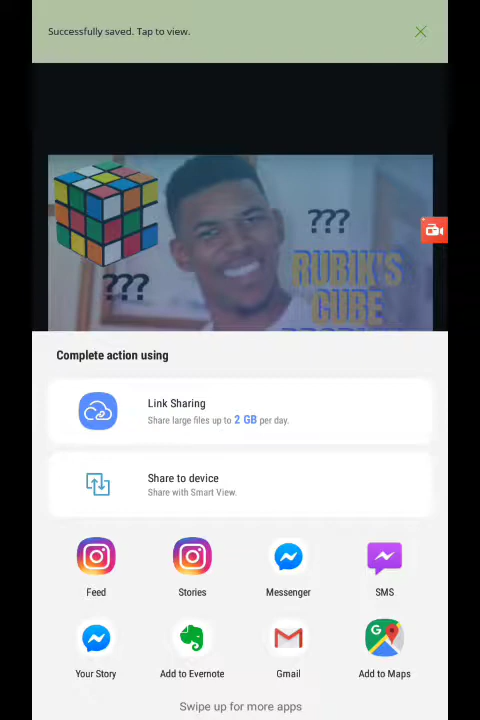 Successfully saved. Tap to view.
???
???
RUBIK'S
CUBE
Complete action using
Link Sharing
Share large files up to 2 GB per day.
Share to device
Share with Smart View.
Feed
Stories
Messenger
SMS
Your Story
Add to Evernote
Gmail
Add to Maps
Swipe up for more apps